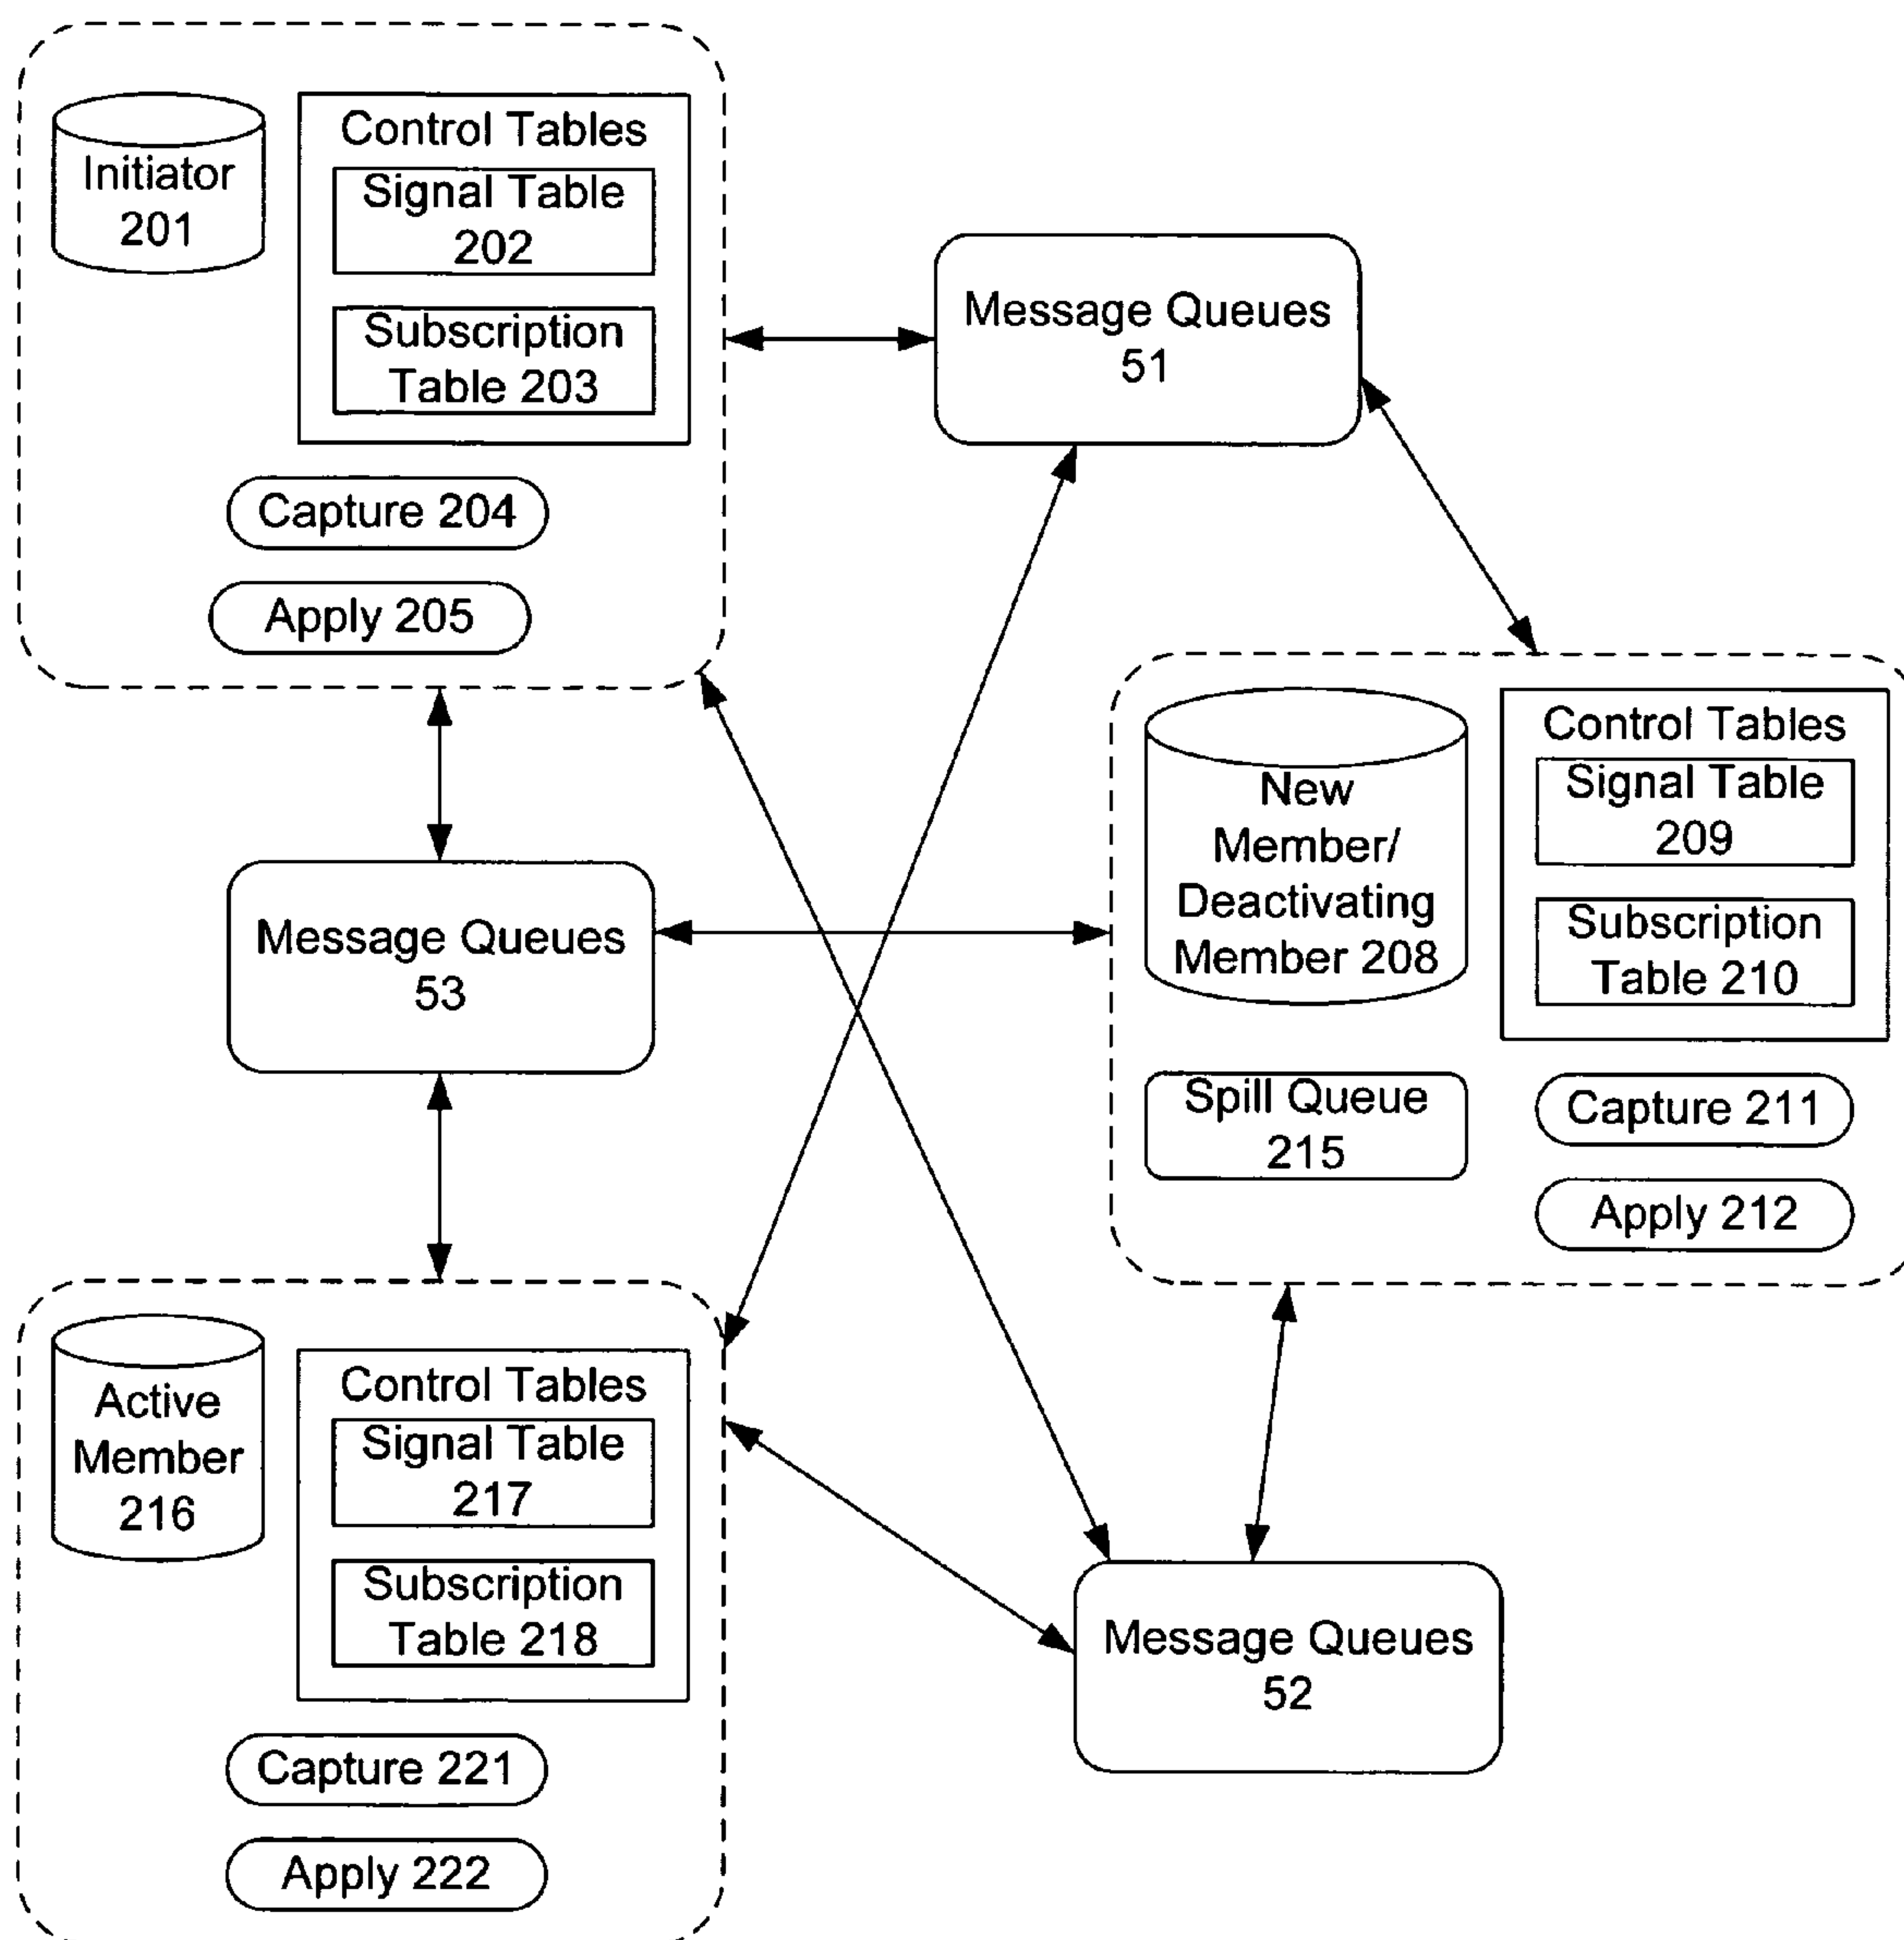 Initiator
201
Control Tables
Signal Table
202
Subscription
Table 203
Capture 204
Apply 205
Message Queues
51
New
Member/
Deactivating
Member 208
Control Tables
Signal Table
209
Subscription
Table 210
Spill Queue
215
Capture 211
Apply 212
Message Queues
53
Active
Member
216
Control Tables
Signal Table
217
Subscription
Table 218
Capture 221
Apply 222
Message Queues
52